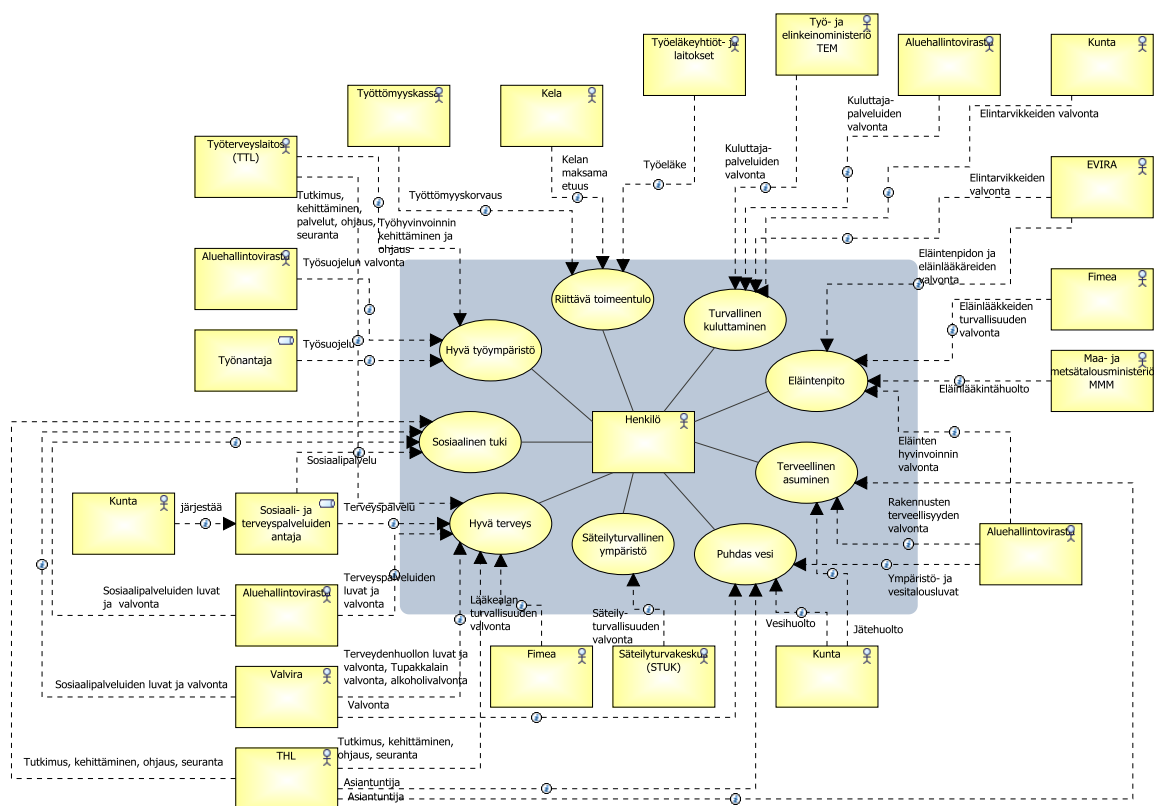 Työ- ja
elinkeinoministeriö
TEM
Työeläkeyhtiöt- ja
laitokset
Aluehallintovirasto
Kunta
Työttömyyskassa
Kela
Kuluttaja-
palveluiden
valvonta
Elintarvikkeiden valvonta
Työterveyslaitos
(TTL)
Kelan
maksama
etuus
Työeläke
Kuluttaja-
palveluiden
valvonta
Elintarvikkeiden
valvonta
EVIRA
Tutkimus,
kehittäminen,
palvelut, ohjaus,
seuranta
Työttömyyskorvaus
Työhyvinvoinnin
kehittäminen ja
ohjaus
Aluehallintovirasto
Työsuojelun valvonta
Eläintenpidon ja
eläinlääkäreiden
valvonta
Fimea
Riittävä toimeentulo
Turvallinen
kuluttaminen
Eläinlääkkeiden
turvallisuuden
valvonta
Työnantaja
Työsuojelu
Hyvä työympäristö
Eläintenpito
Maa- ja
metsätalousministeriö
MMM
Eläinlääkintähuolto
Henkilö
Sosiaalinen tuki
Sosiaalipalvelu
Eläinten
hyvinvoinnin
valvonta
Terveellinen
asuminen
Kunta
järjestää
Sosiaali- ja
terveyspalveluiden
antaja
Terveyspalvelu
Hyvä terveys
Säteilyturvallinen
ympäristö
Puhdas vesi
Rakennusten
terveellisyyden
valvonta
Aluehallintovirasto
Ympäristö- ja
vesitalousluvat
Sosiaalipalveluiden luvat
ja valvonta
Aluehallintovirasto
Terveyspalveluiden
luvat ja
valvonta
Lääkealan
turvallisuuden
valvonta
Säteily-
turvallisuuden
valvonta
Vesihuolto
Jätehuolto
Fimea
Säteilyturvakeskus
(STUK)
Kunta
Sosiaalipalveluiden luvat ja valvonta
Valvira
Terveydenhuollon luvat ja
valvonta, Tupakkalain
valvonta, alkoholivalvonta
Valvonta
Tutkimus, kehittäminen, ohjaus, seuranta
THL
Tutkimus, kehittäminen,
ohjaus, seuranta
Asiantuntija
Asiantuntija